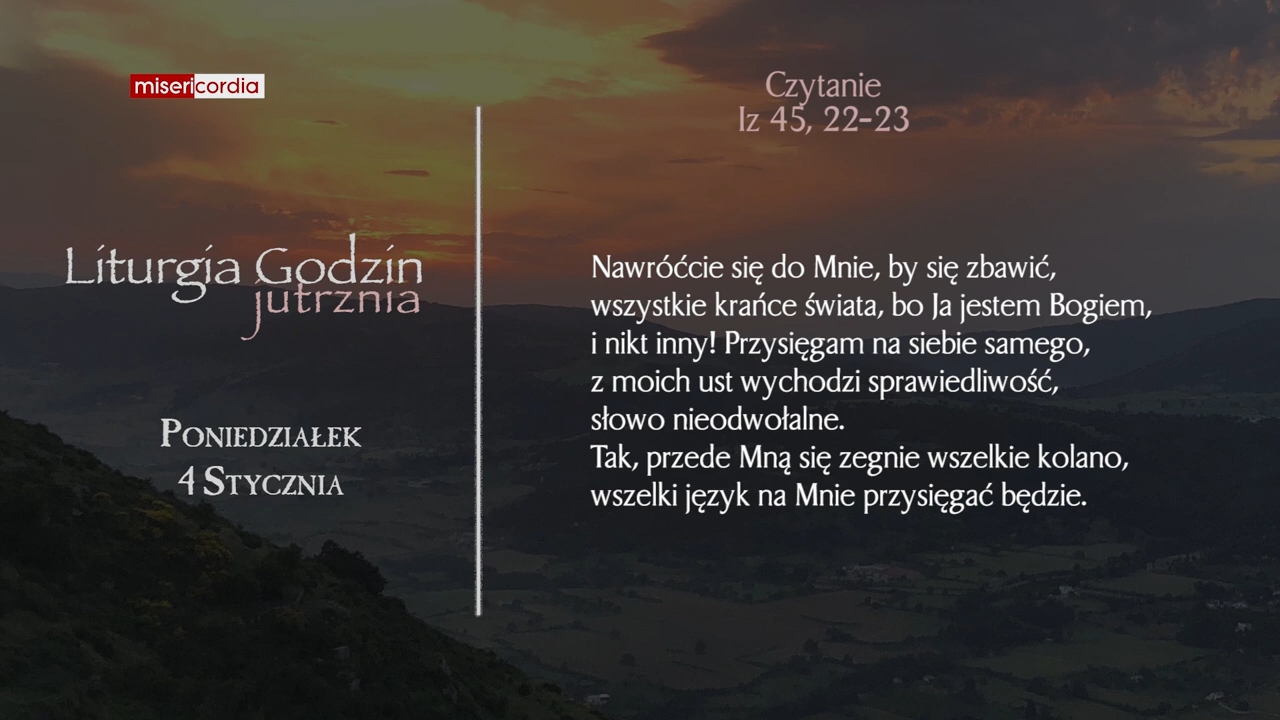 misericordia
Liturgia Godzin
jutrznia
Poniedziałek
4 Stycznia
Czytanie
Iz 45, 22-23
Nawróćcie się do Mnie, by się zbawić,
wszystkie krańce świata, bo Ja jestem Bogiem,
i nikt inny! Przysięgam na siebie samego,
z moich ust wychodzi sprawiedliwość,
słowo nieodwołalne.
Tak, przede Mną się zegnie wszelkie kolano,
wszelki język na Mnie przysięgać będzie.